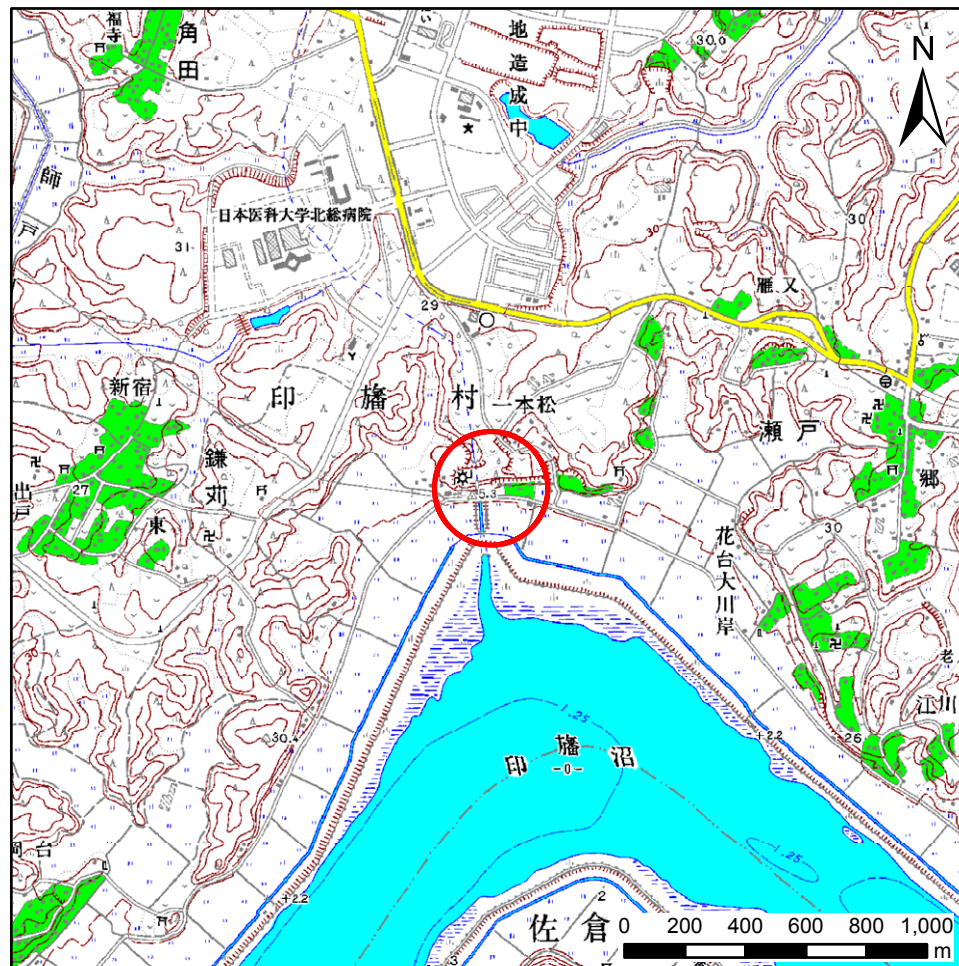 福寺
角田
地造成中
30.0
N
師戸
日本医科大学北総病院
31
30
30
雁又
29
新宿
印旛村
一本松
瀬戸
鎌苅
27
出戸
5.3
郷
東
30
花台大川岸
老
30
1.25
江川
30.4
+2.2
26
印旛沼
-0-
1.25
岡台
+2.2
2
佐倉
0 200 400 600 800 1,000
m
3